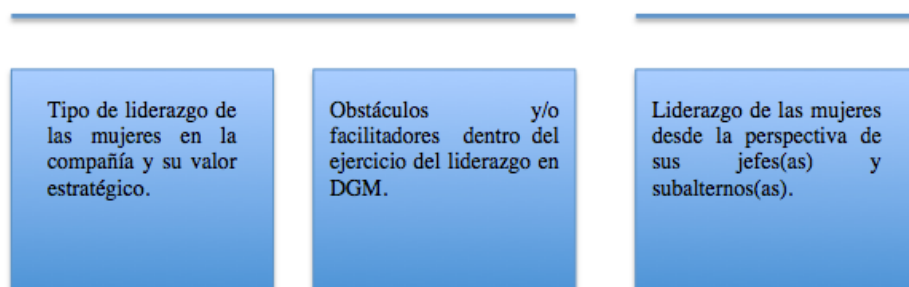 Tipo de liderazgo de
las mujeres en la
compañía y su valor
estratégico.
Obstáculos y/o
facilitadores dentro del
ejercicio del liderazgo en
DGM.
Liderazgo de las mujeres
desde la perspectiva de
sus jefes(as) y
subalternos(as).